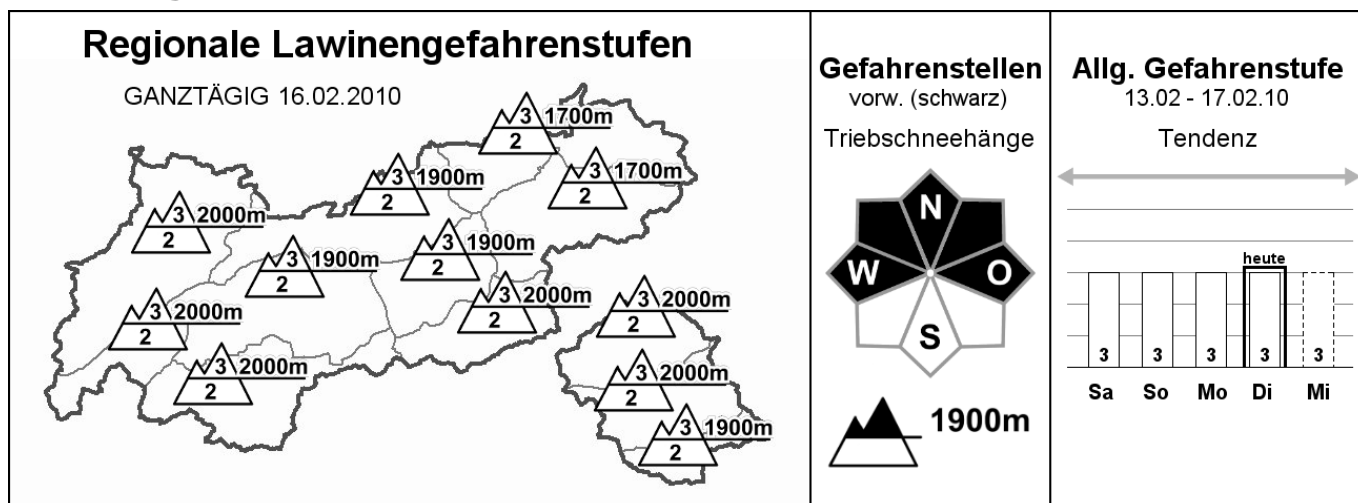 Regionale Lawinengefahrenstufen
GANZTÄGIG 16.02.2010
3 1700m
2
3 1700m
2
3 1900m
2
3 2000m
2
3 1900m
2
3 1900m
2
3 2000m
2
3 2000m
2
3 2000m
2
3 2000m
2
3 2000m
2
3 1900m
2
Gefahrenstellen
vorw. (schwarz)
Triebschneehänge
N
W O
S
1900m
Allg. Gefahrenstufe
13.02 - 17.02.10
Tendenz
heute
3 3 3 3 3
Sa So Mo Di Mi